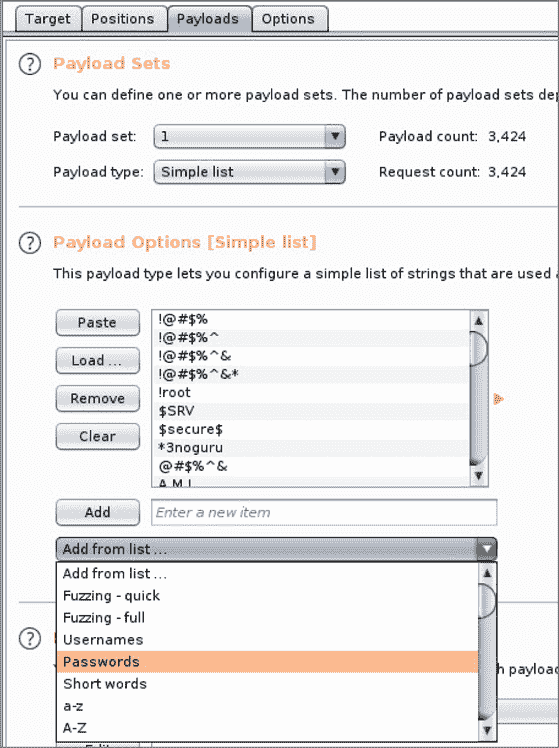 Target Positions Payloads Options
? Payload Sets
You can define one or more payload sets. The number of payload sets dep
Payload set: 1 Payload count: 3,424
Payload type: Simple list Request count: 3,424
? Payload Options [Simple list]
This payload type lets you configure a simple list of strings that are used a
Paste
Load ...
Remove
Clear
!@#$%
!@#$%^
!@#$%^&
!@#$%^&*
!root
$SRV
$secure$
*3noguru
@#$%^&
A.M.I
Add Enter a new item
Add from list ...
Add from list ...
Fuzzing - quick
Fuzzing - full
Usernames
Passwords
Short words
a-z
A-Z
?
h payload